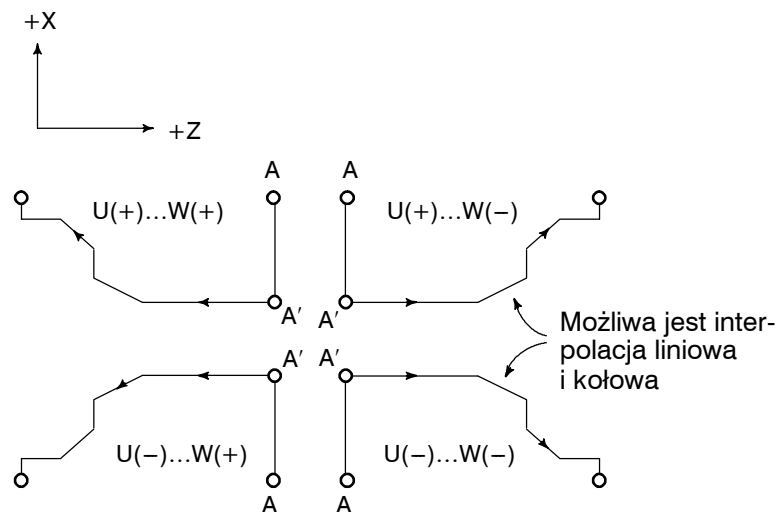 +X
+Z
A A
U(+)...W(+) U(+)...W(−)
A′ A′
Możliwa jest inter-
polacja liniowa
i kołowa
A′ A′
U(−)...W(+) U(−)...W(−)
A A